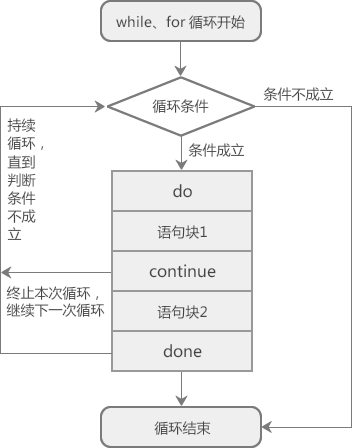 while、for 循环开始
循环条件
条件不成立
条件成立
持续
循环，
直到
判断
条件
不成
立
do
语句块1
continue
终止本次循环，
继续下一次循环
语句块2
done
循环结束